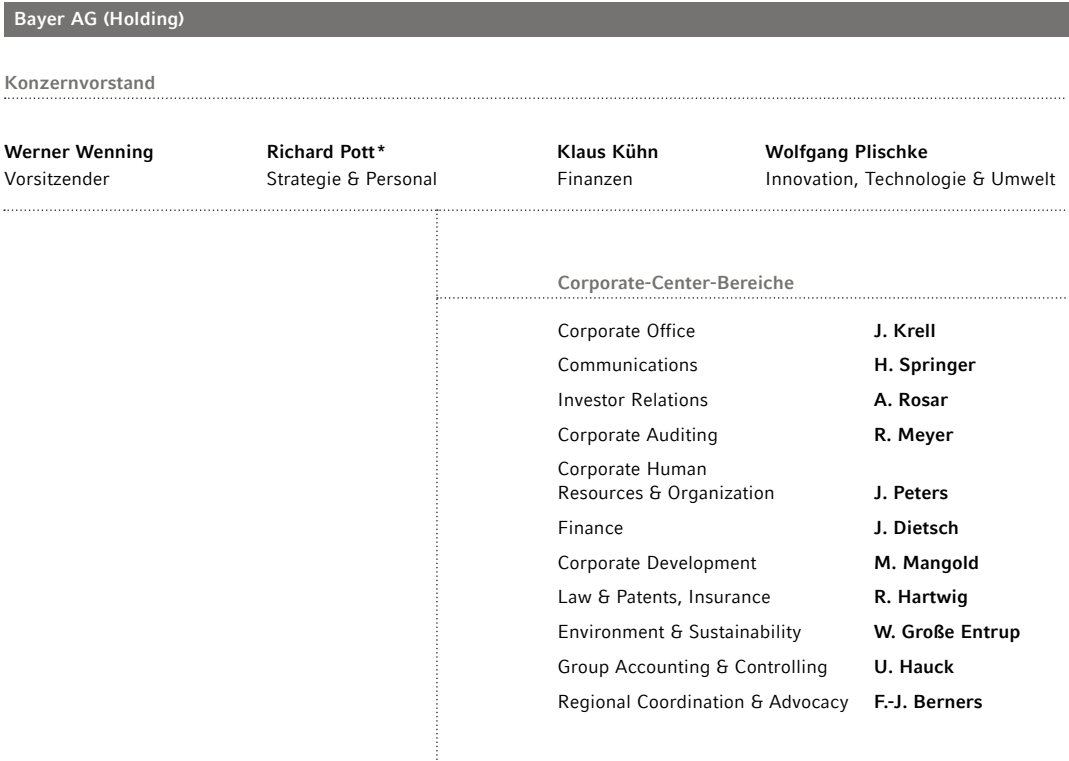 Bayer AG (Holding)
Konzernvorstand
Werner Wenning
Vorsitzender
Richard Pott*
Strategie & Personal
Klaus Kühn
Finanzen
Wolfgang Plischke
Innovation, Technologie & Umwelt
Corporate-Center-Bereiche
Corporate Office J. Krell
Communications H. Springer
Investor Relations A. Rosar
Corporate Auditing R. Meyer
Corporate Human
Resources & Organization J. Peters
Finance J. Dietsch
Corporate Development M. Mangold
Law & Patents, Insurance R. Hartwig
Environment & Sustainability W. Große Entrup
Group Accounting & Controlling U. Hauck
Regional Coordination & Advocacy F.-J. Berners